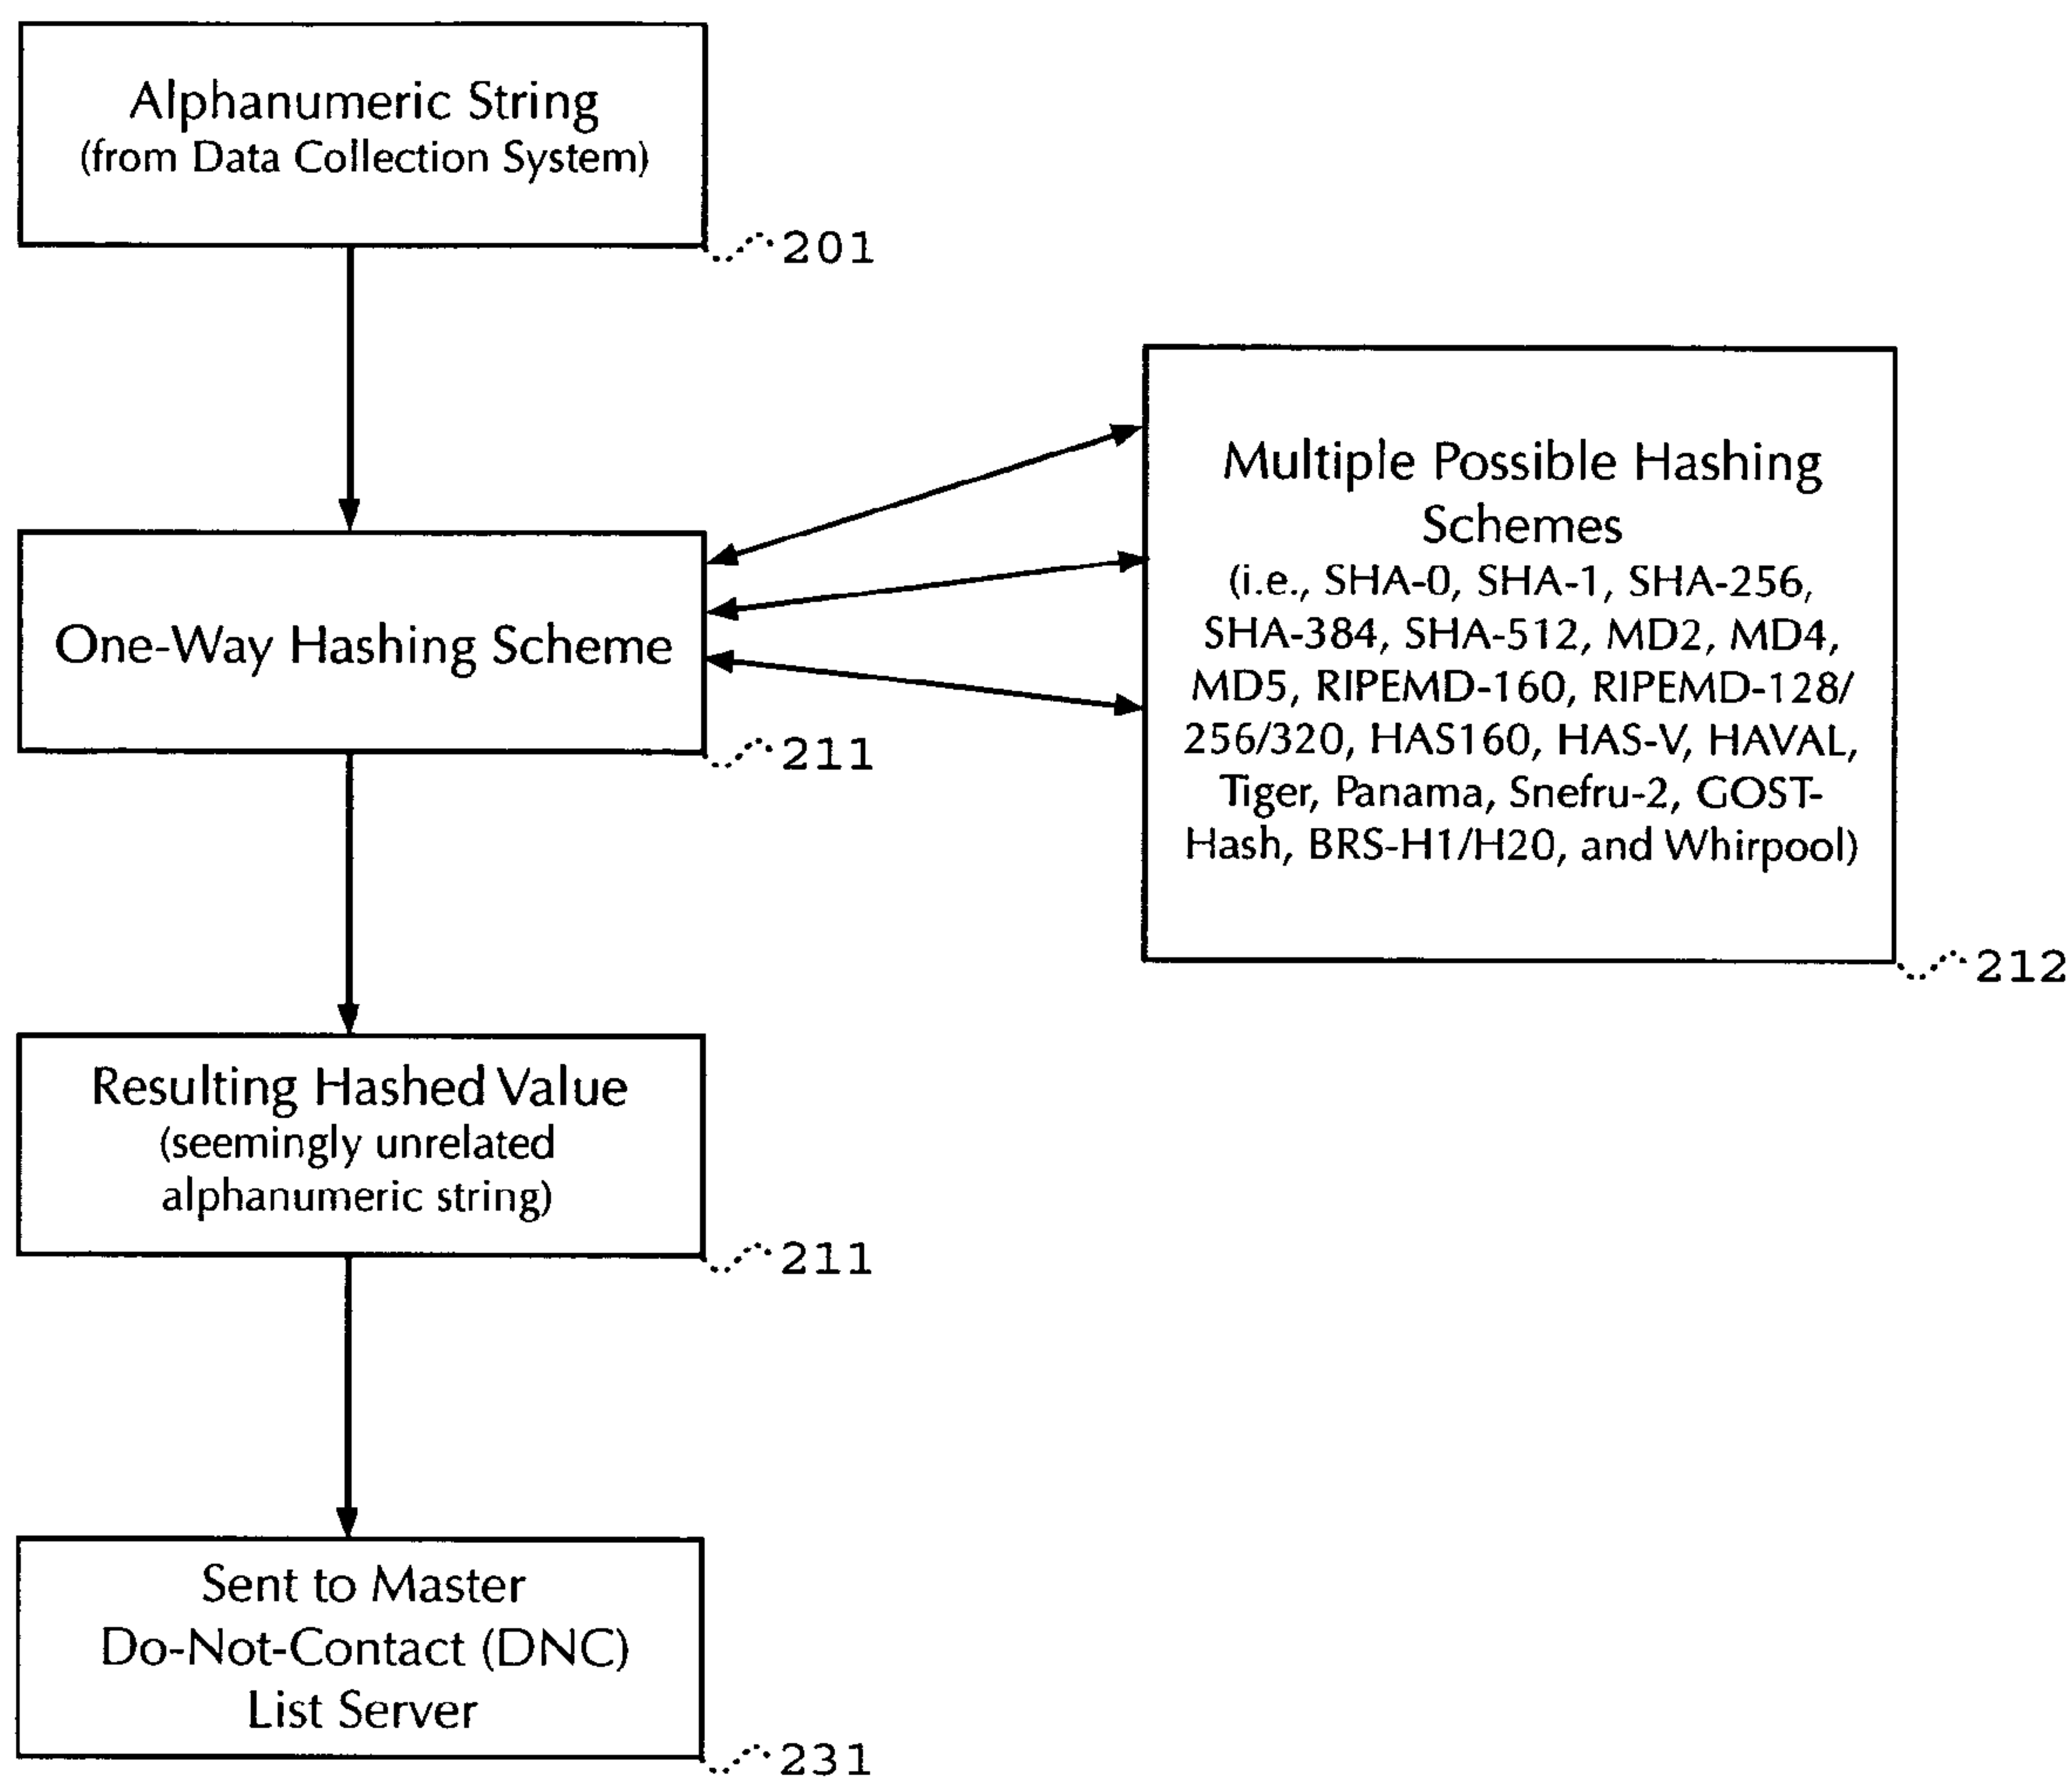 Alphanumeric String
(from Data Collection System)
201
One-Way Hashing Scheme
211
Multiple Possible Hashing
Schemes
(i.e., SHA-0, SHA-1, SHA-256,
SHA-384, SHA-512, MD2, MD4,
MD5, RIPEMD-160, RIPEMD-128/
256/320, HAS160, HAS-V, HAVAL,
Tiger, Panama, Snefru-2, GOST-
Hash, BRS-H1/H20, and Whirpool)
212
Resulting Hashed Value
(seemingly unrelated
alphanumeric string)
211
Sent to Master
Do-Not-Contact (DNC)
List Server
231